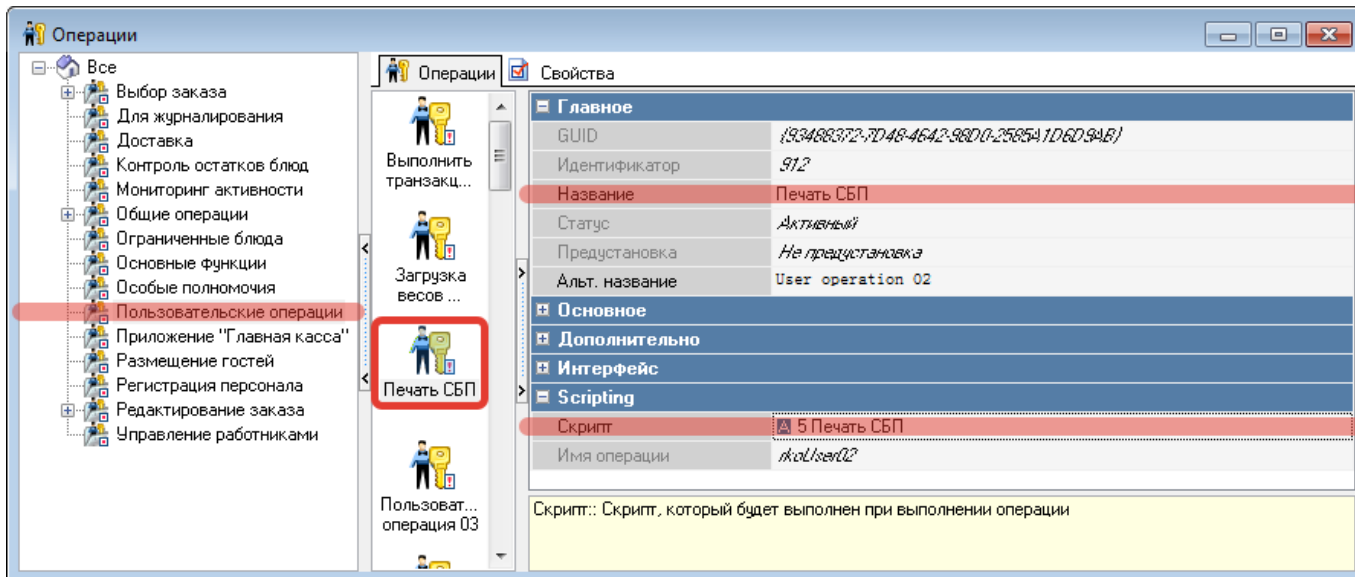 Операции
Все
Выбор заказа
Для журналирования
Доставка
Контроль остатков блюд
Мониторинг активности
Общие операции
Ограниченные блюда
Основные функции
Особые полномочия
Пользовательские операции
Приложение "Главная касса"
Размещение гостей
Регистрация персонала
Редактирование заказа
Управление работниками
Операции
Свойства
Выполнить
транзакц...
Загрузка
весов ...
Печать СБП
Пользоват...
операция 03
Главное
GUID {93486372-7D48-4642-98D0-2585A1D6D9AB}
Идентификатор 912
Название Печать СБП
Статус Активный
Предустановка Не предустановка
Альт. название User operation 02
Основное
Дополнительно
Интерфейс
Scripting
Скрипт 5 Печать СБП
Имя операции rkoUser02
Скрипт:: Скрипт, который будет выполнен при выполнении операции